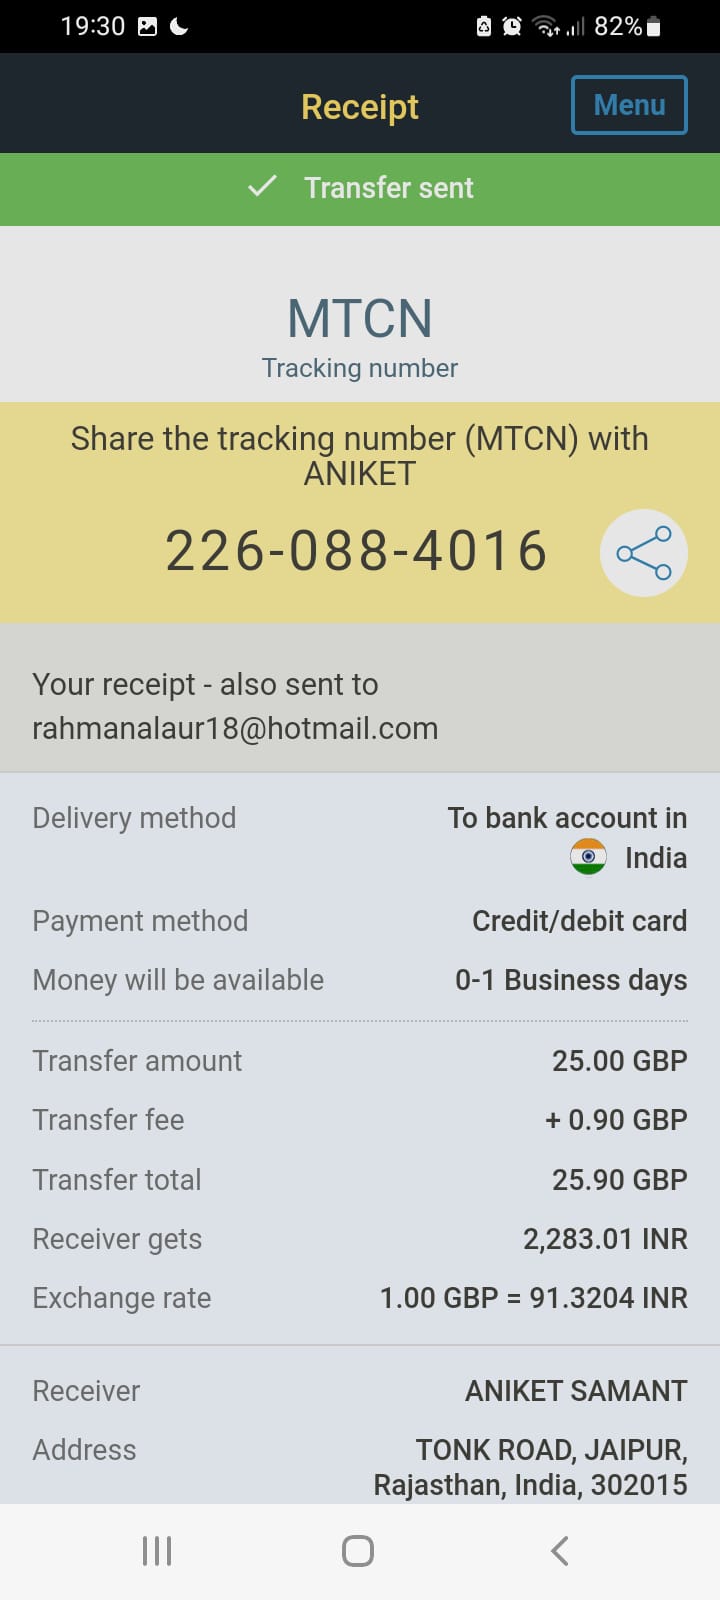 19:30 82%
Receipt
Menu
Transfer sent
MTCN
Tracking number
Share the tracking number (MTCN) with
ANIKET
226-088-4016
Your receipt - also sent to
rahmanalaur18@hotmail.com
Delivery method To bank account in
India
Payment method Credit/debit card
Money will be available 0-1 Business days
Transfer amount 25.00 GBP
Transfer fee + 0.90 GBP
Transfer total 25.90 GBP
Receiver gets 2,283.01 INR
Exchange rate 1.00 GBP = 91.3204 INR
Receiver ANIKET SAMANT
Address TONK ROAD, JAIPUR,
Rajasthan, India, 302015